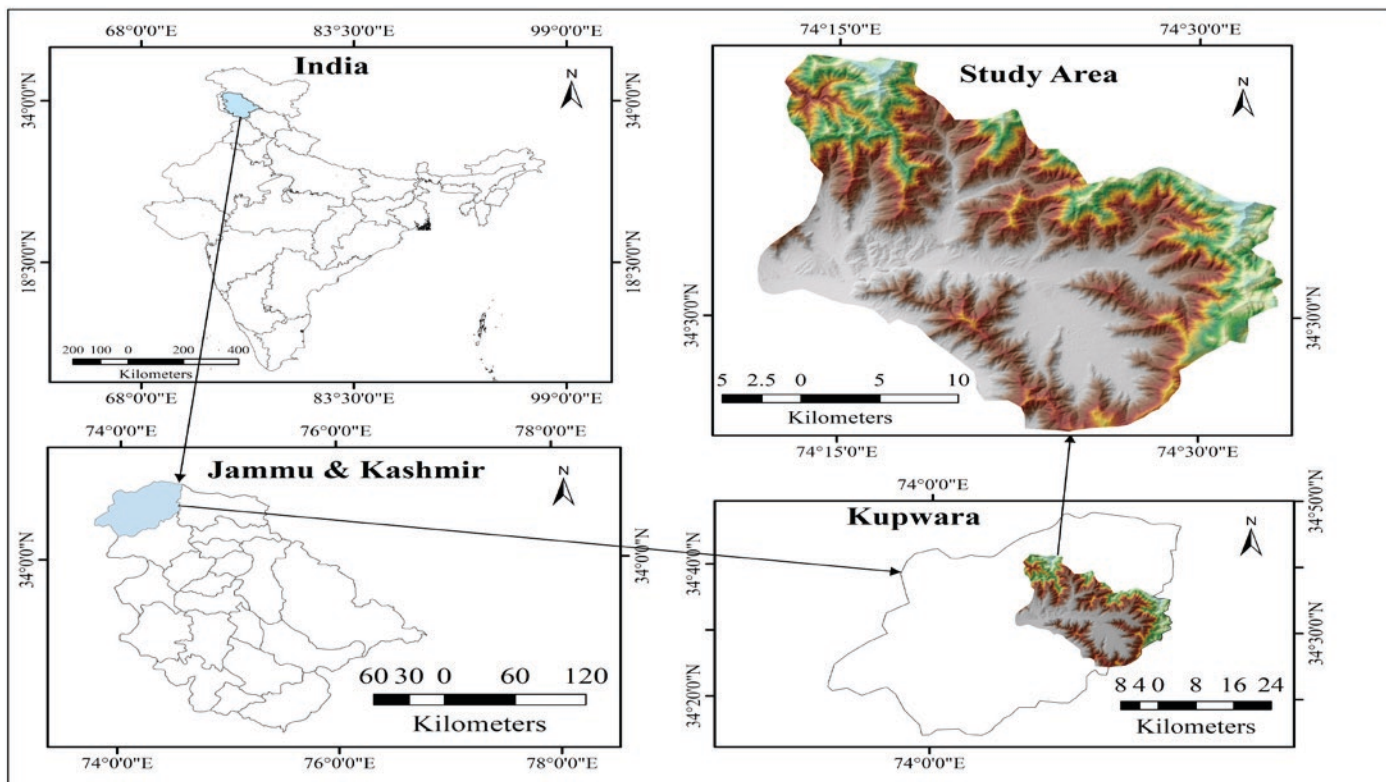 68°0'0"E 83°30'0"E 99°0'0"E
India
N
34°0'0"N
34°0'0"N
18°30'0"N
18°30'0"N
200 100 0 200 400
Kilometers
68°0'0"E 83°30'0"E 99°0'0"E
74°15'0"E 74°30'0"E
Study Area
N
34°30'0"N
34°30'0"N
5 2.5 0 5 10
Kilometers
74°15'0"E 74°30'0"E
74°0'0"E 76°0'0"E 78°0'0"E
Jammu & Kashmir
N
34°0'0"N
34°0'0"N
60 30 0 60 120
Kilometers
74°0'0"E 76°0'0"E 78°0'0"E
74°0'0"E
Kupwara
N
34°50'0"N
34°40'0"N
34°30'0"N
34°20'0"N
8 4 0 8 16 24
Kilometers
74°0'0"E